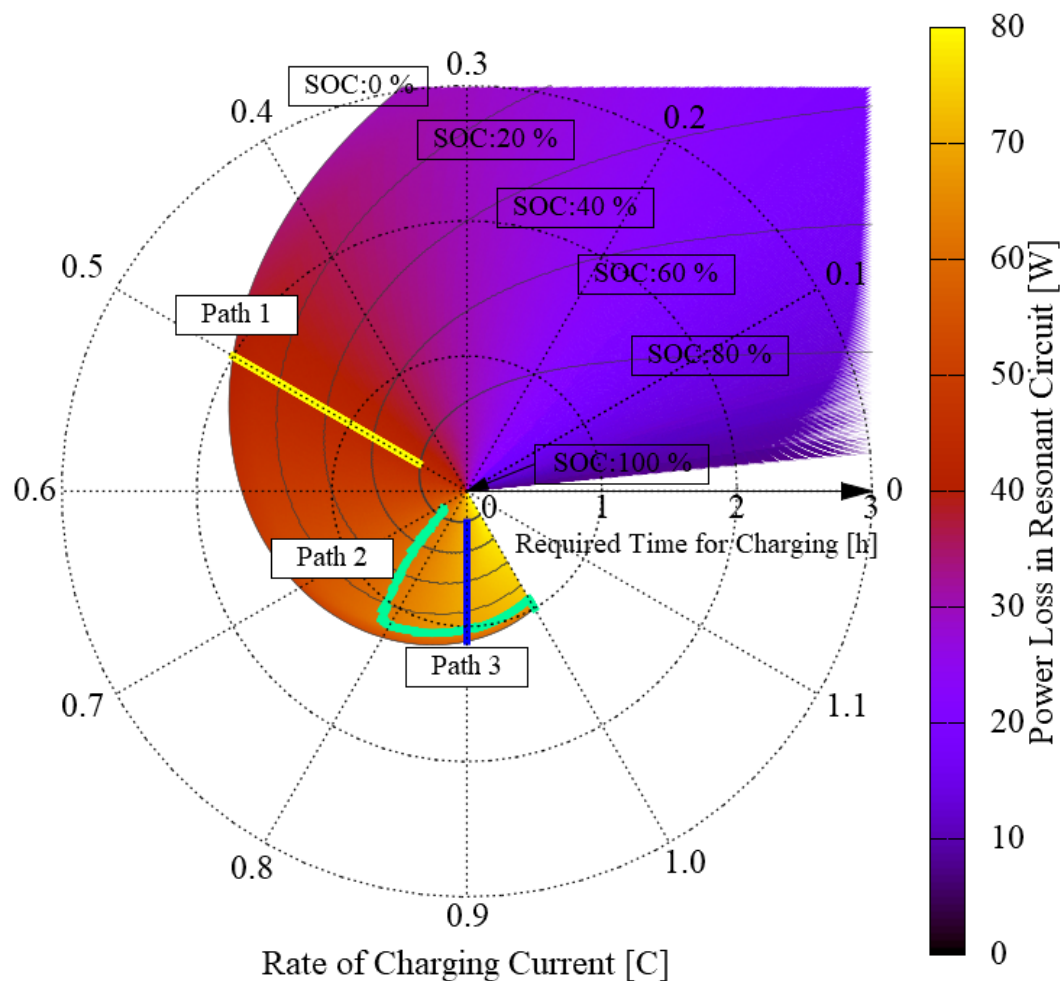 80
0.3
SOC:0 %
0.4
0.2
SOC:20 %
70
SOC:40 %
60
0.5
SOC:60 %
0.1
Path 1
50
SOC:80 %
40
SOC:100 %
0.6
0
1
2
3
0
Required Time for Charging [h]
Path 2
30
Path 3
0.7
1.1
20
0.8
1.0
10
0.9
0
Rate of Charging Current [C]
Power Loss in Resonant Circuit [W]